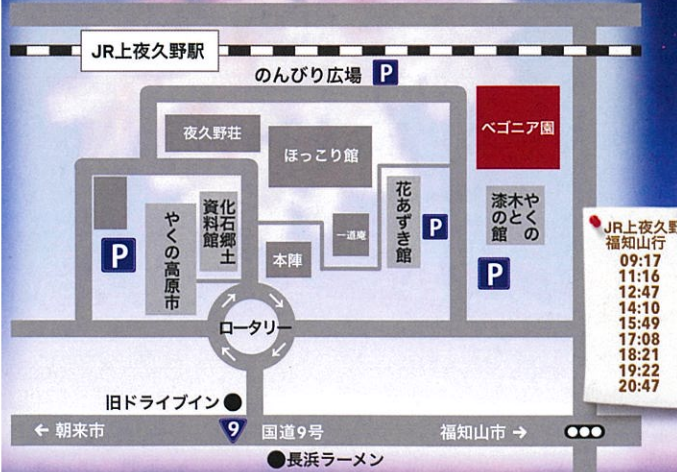 JR上夜久野駅
のんびり広場 P
ベゴニア園
夜久野荘
ほっこり館
化石郷土
資料館
やくの高原市
P
本陣
一道庵
花あずき館
P
やくの
木と
漆の館
P
ロータリー
旧ドライブイン
← 朝来市
9
国道9号
福知山市 →
長浜ラーメン
JR上夜久野
福知山行
09:17
11:16
12:47
14:10
15:49
17:08
18:21
19:22
20:47